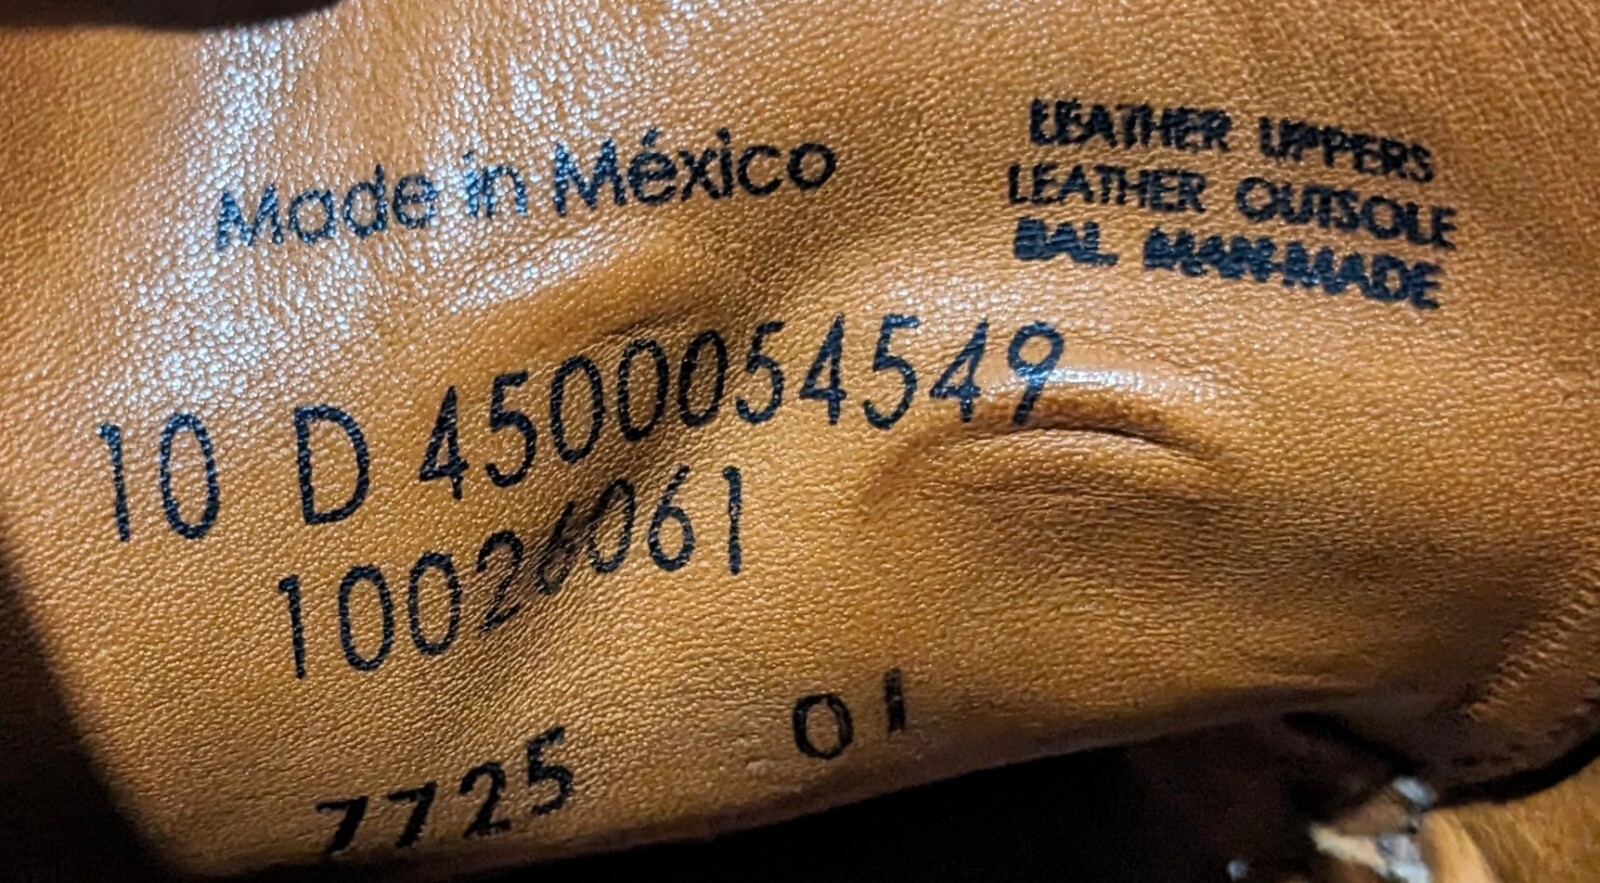 Made in México
LEATHER UPPERS
LEATHER OUTSOLE
BAL. MAN-MADE
10 D 4500054549
10026061
7725 01